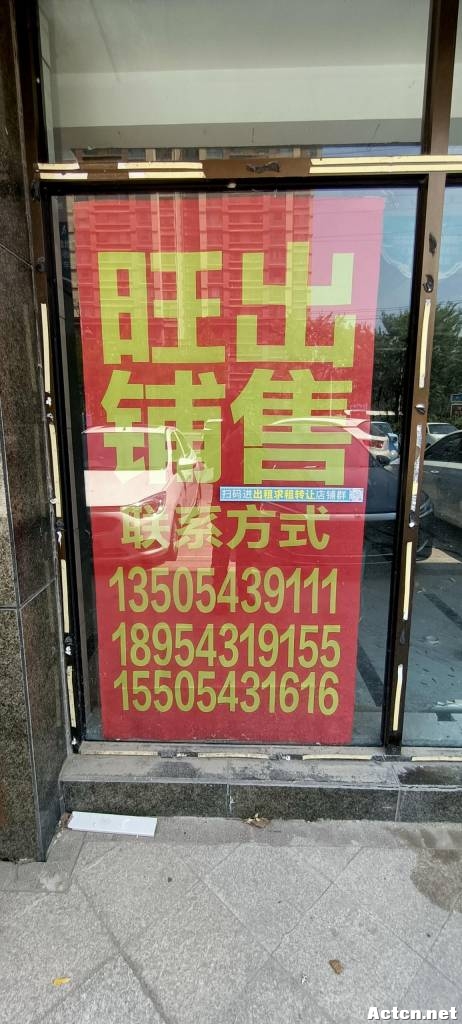 旺出
铺售
扫码进出租求租转让店铺群
联系方式
13505439111
18954319155
15505431616
Actcn.net